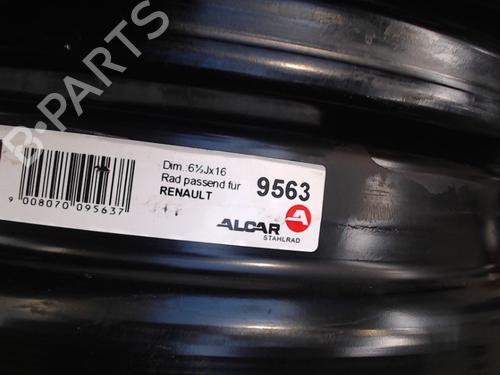 B-PARTS
Dim.:6½Jx16
Rad passend für
RENAULT
9563
9 008070 095637
ALCAR
STAHLRAD